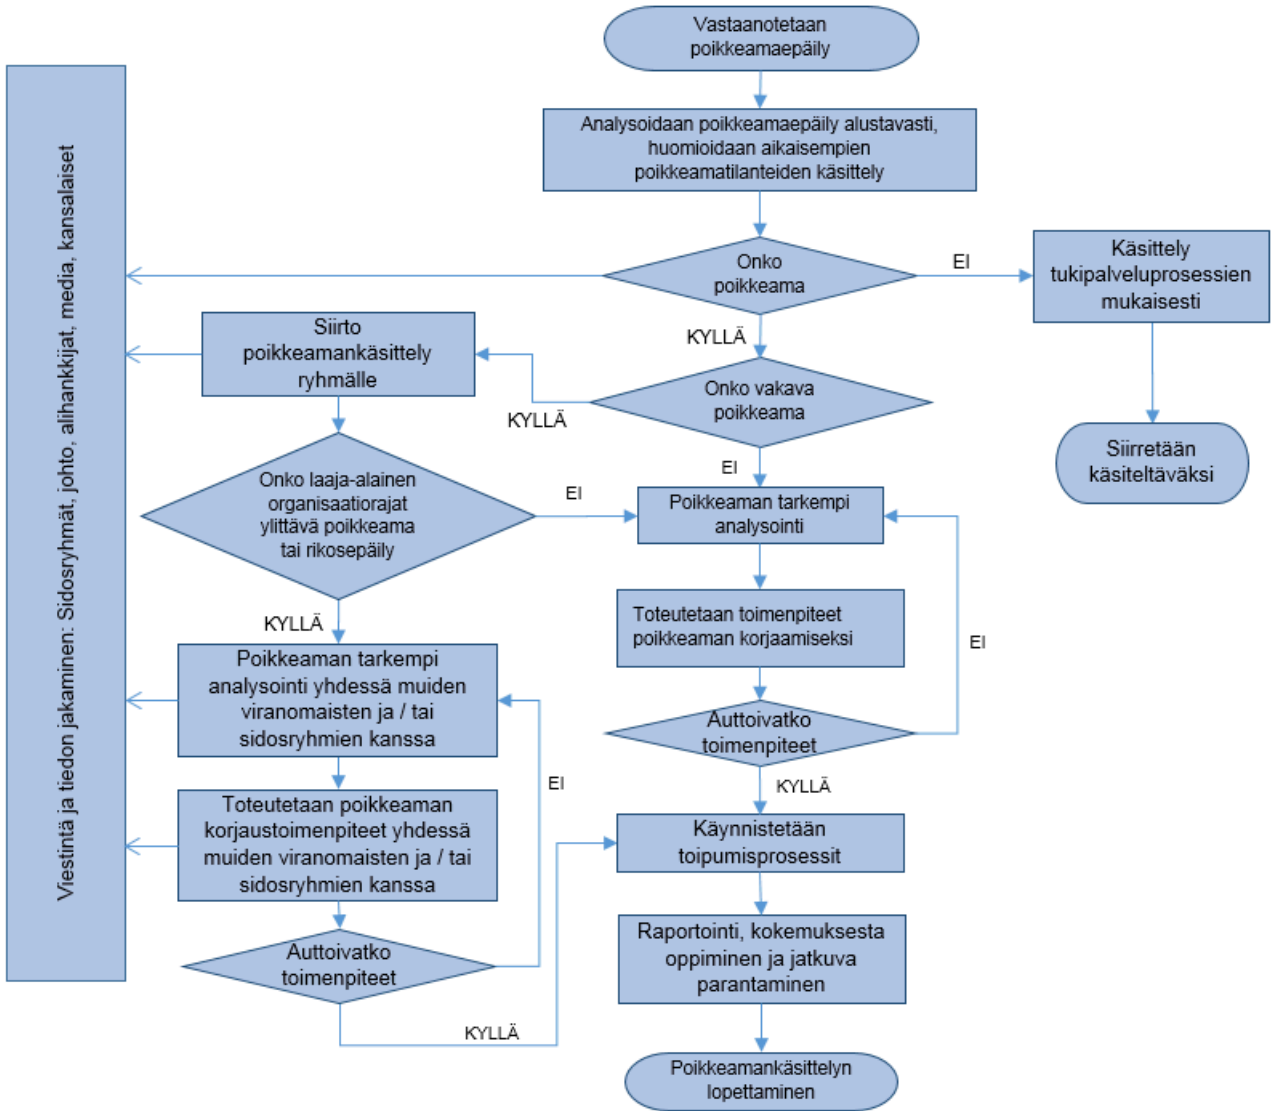 Vastaanotetaan
poikkeamaepäily
Analysoidaan poikkeamaepäily alustavasti,
huomioidaan aikaisempien
poikkeamatilanteiden käsittely
Onko
poikkeama
EI
Käsittely
tukipalveluprosessien
mukaisesti
Siirretään
käsiteltäväksi
KYLLÄ
Onko vakava
poikkeama
KYLLÄ
Siirto
poikkeamankäsittely
ryhmälle
EI
Onko laaja-alainen
organisaatiorajat
ylittävä poikkeama
tai rikosepäily
EI
Poikkeaman tarkempi
analysointi
Toteutetaan toimenpiteet
poikkeaman korjaamiseksi
EI
Auttoivatko
toimenpiteet
KYLLÄ
KYLLÄ
Poikkeaman tarkempi
analysointi yhdessä muiden
viranomaisten ja / tai
sidosryhmien kanssa
EI
Toteutetaan poikkeaman
korjaustoimenpiteet yhdessä
muiden viranomaisten ja / tai
sidosryhmien kanssa
Auttoivatko
toimenpiteet
KYLLÄ
Käynnistetään
toipumisprosessit
Raportointi, kokemuksesta
oppiminen ja jatkuva
parantaminen
Poikkeamankäsittelyn
lopettaminen
Viestintä ja tiedon jakaminen: Sidosryhmät, johto, alihankkijat, media, kansalaiset